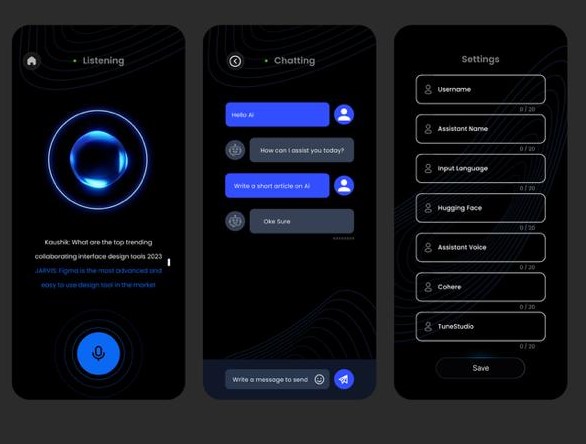 Listening
Kaushik: What are the top trending
collaborating interface design tools 2023
JARVIS: Figma is the most advanced and
easy to use design tool in the market
Chatting
Hello Ai
How can I assist you today?
Write a short article on Ai
Oke Sure
Write a message to send
Settings
Username
0 / 20
Assistant Name
0 / 20
Input Language
0 / 20
Hugging Face
0 / 20
Assistant Voice
0 / 20
Cohere
0 / 20
TuneStudio
0 / 20
Save